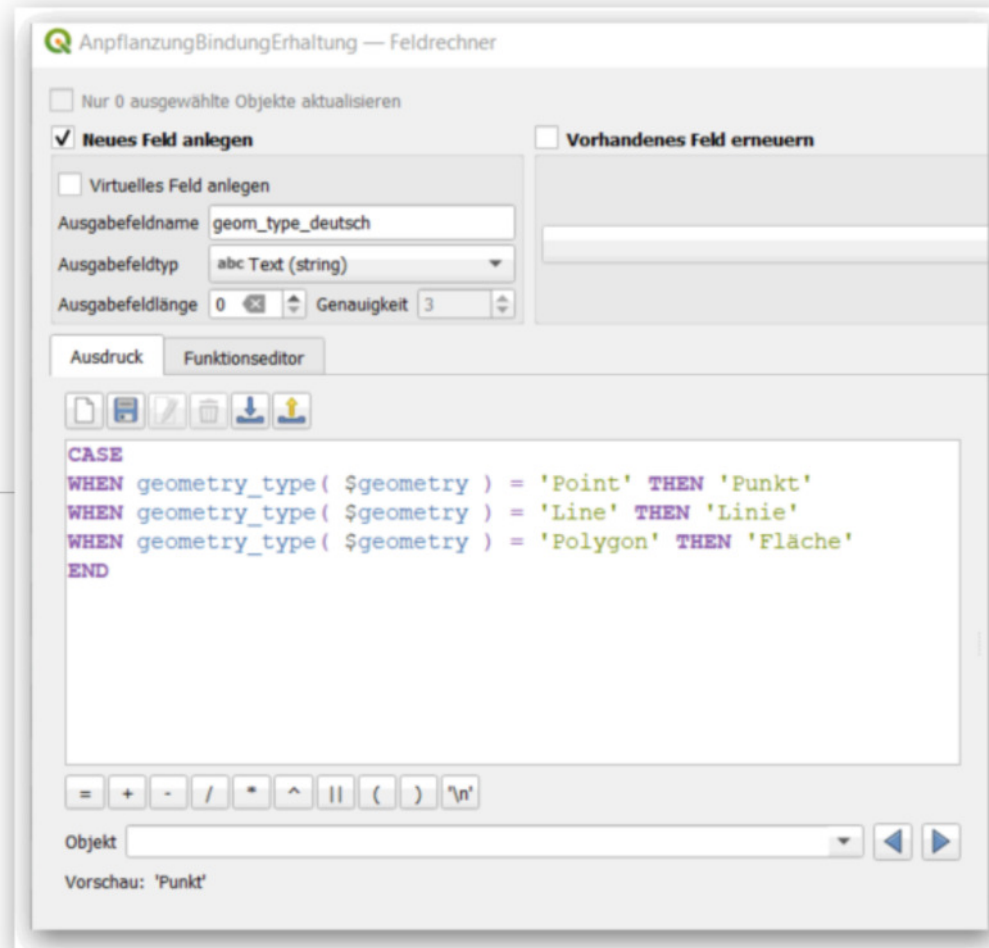 AnpflanzungBindungErhaltung — Feldrechner
Nur 0 ausgewählte Objekte aktualisieren
Neues Feld anlegen
Vorhandenes Feld erneuern
Virtuelles Feld anlegen
Ausgabefeldname geom_type_deutsch
Ausgabefeldtyp abc Text (string)
Ausgabefeldlänge 0 Genauigkeit 3
Ausdruck Funktionseditor
CASE
WHEN geometry_type( $geometry ) = 'Point' THEN 'Punkt'
WHEN geometry_type( $geometry ) = 'Line' THEN 'Linie'
WHEN geometry_type( $geometry ) = 'Polygon' THEN 'Fläche'
END
= + - / * ^ || ( ) '\n'
Objekt
Vorschau: 'Punkt'